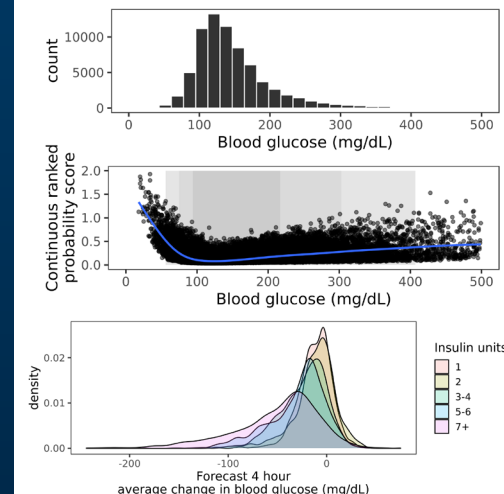 count
10000
5000
0
0 100 200 300 400 500
Blood glucose (mg/dL)
Continuous ranked
probability score
2.0
1.5
1.0
0.5
0.0
0 100 200 300 400 500
Blood glucose (mg/dL)
density
0.02
0.01
0.00
-200 -100 0
Forecast 4 hour
average change in blood glucose (mg/dL)
Insulin units
1
2
3-4
5-6
7+